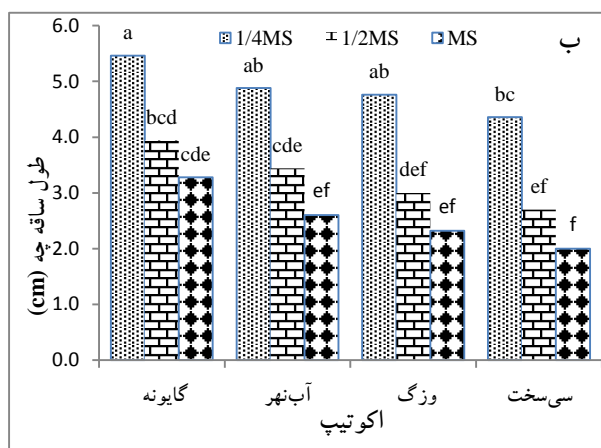 ب
1/4MS 1/2MS MS
6.0
5.0
4.0
3.0
2.0
1.0
0.0
طول ساقه چه (cm)
a bcd cde
ab cde ef
ab def ef
bc ef f
گایونه آب‌نهر وزگ سی‌سخت
اکوتیپ